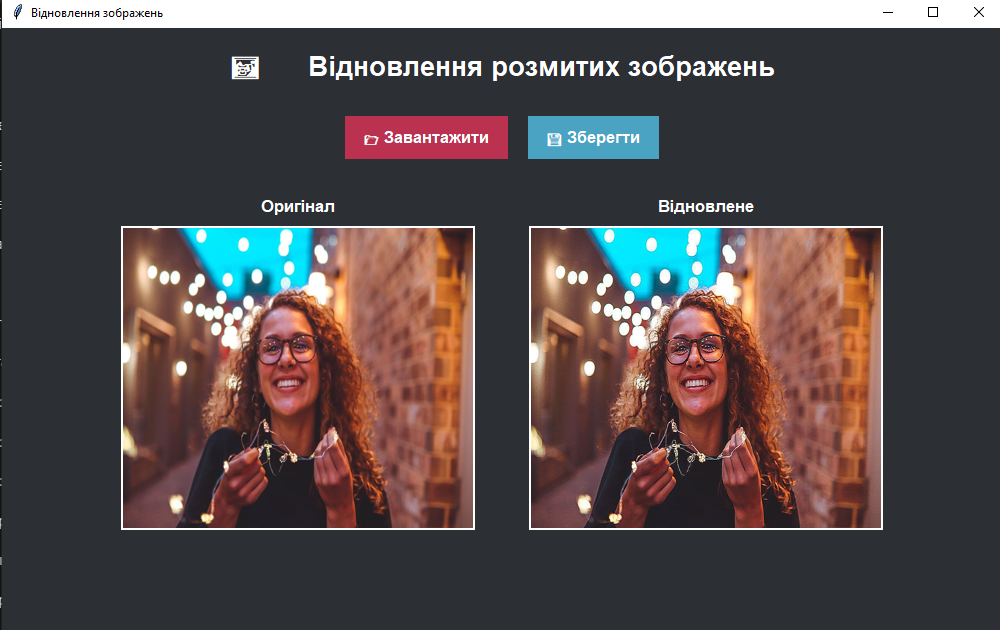 Відновлення зображень
Відновлення розмитих зображень
Завантажити
Зберегти
Оригінал
Відновлене